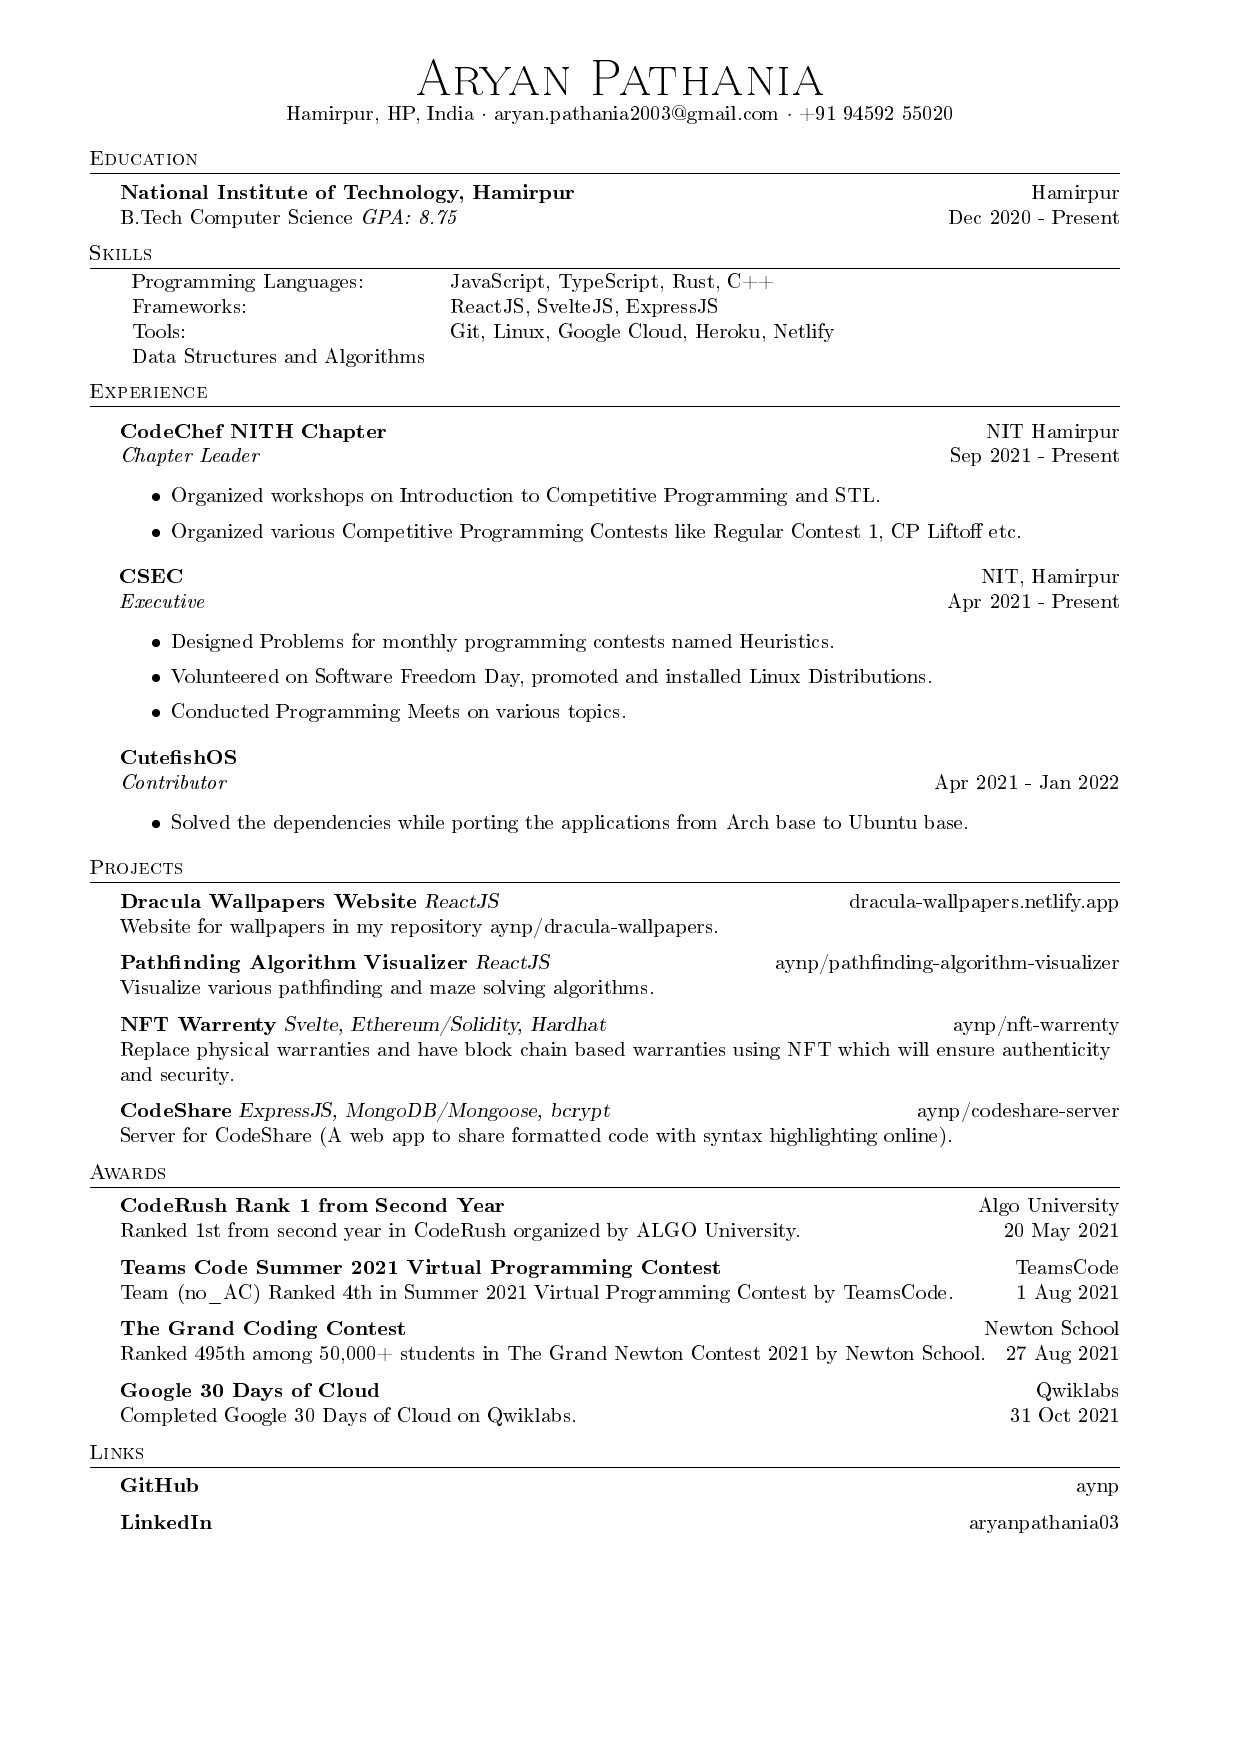 Aryan Pathania
Hamirpur, HP, India · aryan.pathania2003@gmail.com · +91 94592 55020
Education
National Institute of Technology, Hamirpur Hamirpur
B.Tech Computer Science GPA: 8.75 Dec 2020 - Present
Skills
Programming Languages: JavaScript, TypeScript, Rust, C++
Frameworks: ReactJS, SvelteJS, ExpressJS
Tools: Git, Linux, Google Cloud, Heroku, Netlify
Data Structures and Algorithms
Experience
CodeChef NITH Chapter NIT Hamirpur
Chapter Leader Sep 2021 - Present
• Organized workshops on Introduction to Competitive Programming and STL.
• Organized various Competitive Programming Contests like Regular Contest 1, CP Liftoff etc.
CSEC NIT, Hamirpur
Executive Apr 2021 - Present
• Designed Problems for monthly programming contests named Heuristics.
• Volunteered on Software Freedom Day, promoted and installed Linux Distributions.
• Conducted Programming Meets on various topics.
CutefishOS
Contributor Apr 2021 - Jan 2022
• Solved the dependencies while porting the applications from Arch base to Ubuntu base.
Projects
Dracula Wallpapers Website ReactJS dracula-wallpapers.netlify.app
Website for wallpapers in my repository aynp/dracula-wallpapers.
Pathfinding Algorithm Visualizer ReactJS aynp/pathfinding-algorithm-visualizer
Visualize various pathfinding and maze solving algorithms.
NFT Warrenty Svelte, Ethereum/Solidity, Hardhat aynp/nft-warrenty
Replace physical warranties and have block chain based warranties using NFT which will ensure authenticity
and security.
CodeShare ExpressJS, MongoDB/Mongoose, bcrypt aynp/codeshare-server
Server for CodeShare (A web app to share formatted code with syntax highlighting online).
Awards
CodeRush Rank 1 from Second Year Algo University
Ranked 1st from second year in CodeRush organized by ALGO University. 20 May 2021
Teams Code Summer 2021 Virtual Programming Contest TeamsCode
Team (no_AC) Ranked 4th in Summer 2021 Virtual Programming Contest by TeamsCode. 1 Aug 2021
The Grand Coding Contest Newton School
Ranked 495th among 50,000+ students in The Grand Newton Contest 2021 by Newton School. 27 Aug 2021
Google 30 Days of Cloud Qwiklabs
Completed Google 30 Days of Cloud on Qwiklabs. 31 Oct 2021
Links
GitHub aynp
LinkedIn aryanpathania03